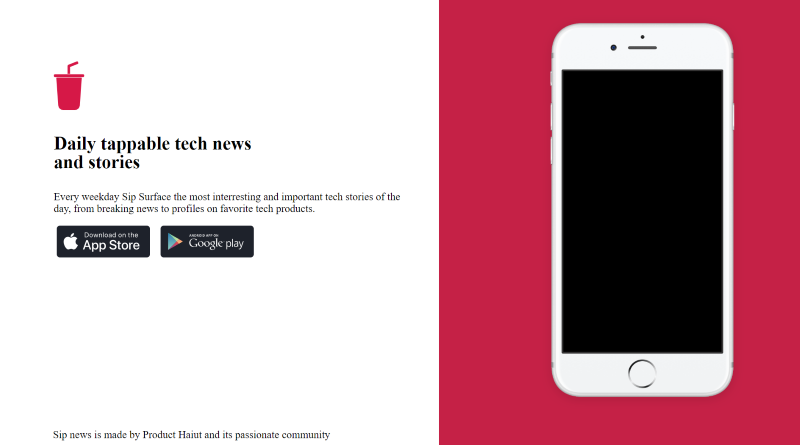 Daily tappable tech news
and stories
Every weekday Sip Surface the most interresting and important tech stories of the
day, from breaking news to profiles on favorite tech products.
Download on the
App Store
ANDROID APP ON
Google play
Sip news is made by Product Haiut and its passionate community